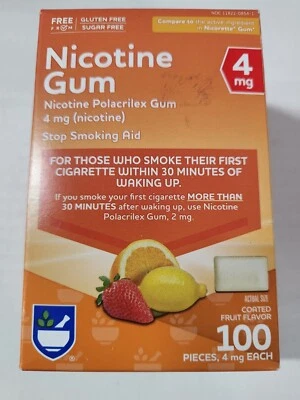 FREE FROM GLUTEN FREE
SUGAR FREE
Compare to the active ingredient
in Nicorette® Gum
4
mg
Nicotine
Gum
Nicotine Polacrilex Gum
4 mg (nicotine)
Stop Smoking Aid
FOR THOSE WHO SMOKE THEIR FIRST
CIGARETTE WITHIN 30 MINUTES OF
WAKING UP.
If you smoke your first cigarette MORE THAN
30 MINUTES after waking up, use Nicotine
Polacrilex Gum, 2 mg.
ACTUAL SIZE
COATED
FRUIT FLAVOR
100
PIECES, 4 mg EACH